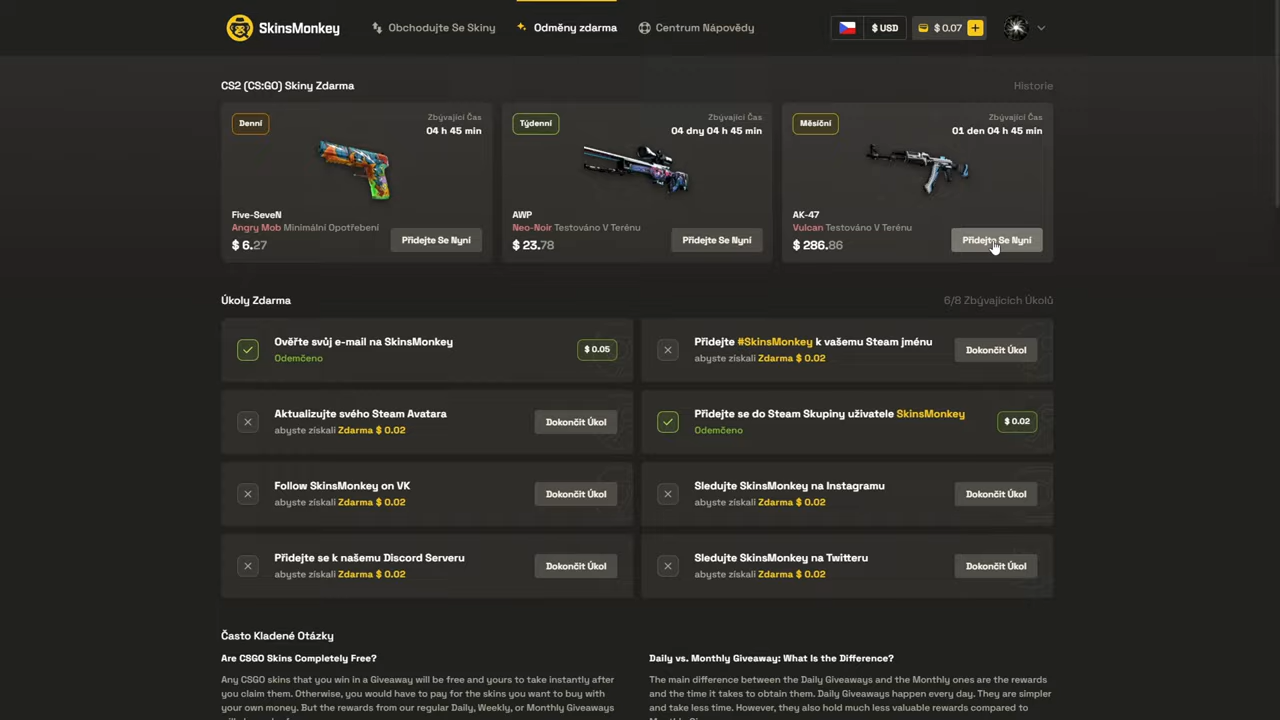 SkinsMonkey
Obchodujte Se Skiny
Odměny zdarma
Centrum Nápovědy
$ USD
$ 0.07
CS2 (CS:GO) Skiny Zdarma
Historie
Denní
Zbývající Čas
04 h 45 min
Five-SeveN
Angry Mob Minimální Opotřebení
$ 6.27
Přidejte Se Nyní
Týdenní
Zbývající Čas
04 dny 04 h 45 min
AWP
Neo-Noir Testováno V Terénu
$ 23.78
Přidejte Se Nyní
Měsíční
Zbývající Čas
01 den 04 h 45 min
AK-47
Vulcan Testováno V Terénu
$ 286.86
Přidejte Se Nyní
Úkoly Zdarma
6/8 Zbývajících Úkolů
Ověřte svůj e-mail na SkinsMonkey
Odemčeno
$ 0.05
Přidejte #SkinsMonkey k vašemu Steam jménu
abyste získali Zdarma $ 0.02
Dokončit Úkol
Aktualizujte svého Steam Avatara
abyste získali Zdarma $ 0.02
Dokončit Úkol
Přidejte se do Steam Skupiny uživatele SkinsMonkey
Odemčeno
$ 0.02
Follow SkinsMonkey on VK
abyste získali Zdarma $ 0.02
Dokončit Úkol
Sledujte SkinsMonkey na Instagramu
abyste získali Zdarma $ 0.02
Dokončit Úkol
Přidejte se k našemu Discord Serveru
abyste získali Zdarma $ 0.02
Dokončit Úkol
Sledujte SkinsMonkey na Twitteru
abyste získali Zdarma $ 0.02
Dokončit Úkol
Často Kladené Otázky
Are CSGO Skins Completely Free?
Any CSGO skins that you win in a Giveaway will be free and yours to take instantly after
you claim them. Otherwise, you would have to pay for the skins you want to buy with
your own money. But the rewards from our regular Daily, Weekly, or Monthly Giveaways
Daily vs. Monthly Giveaway: What Is the Difference?
The main difference between the Daily Giveaways and the Monthly ones are the rewards
and the time it takes to obtain them. Daily Giveaways happen every day. They are simpler
and take less time. However, they also hold much less valuable rewards compared to